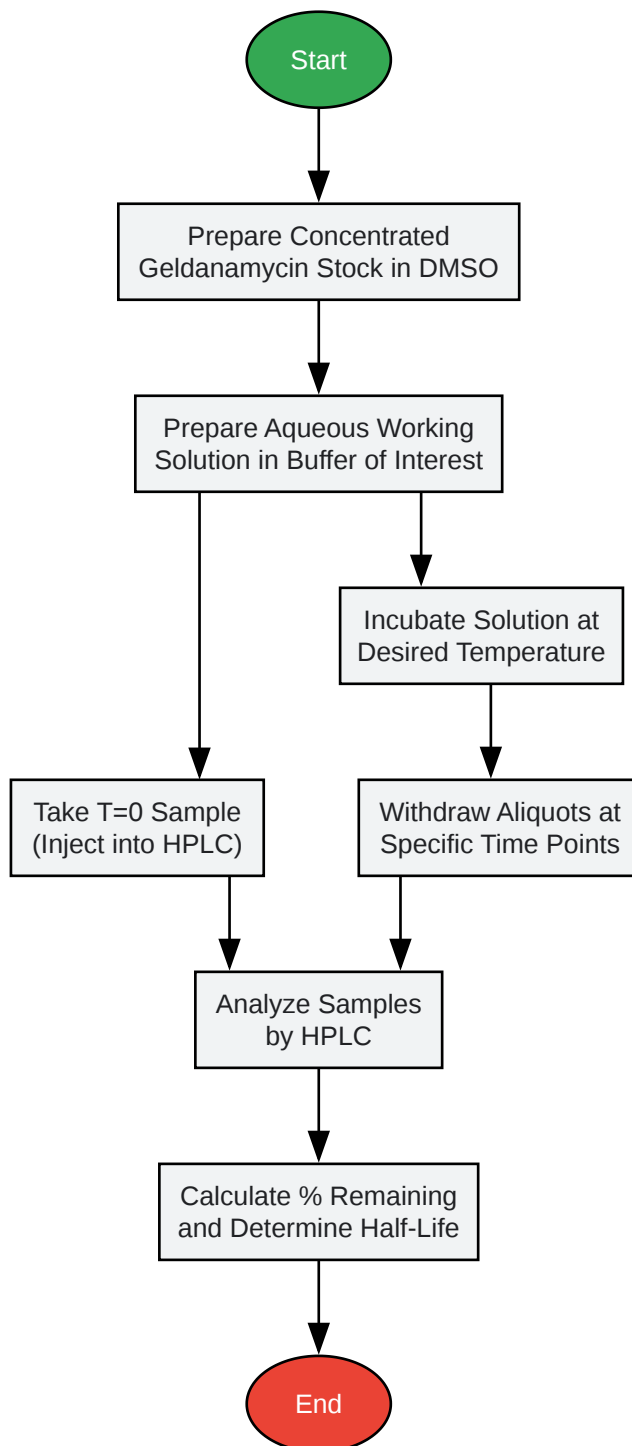 Start
Prepare Concentrated
Geldanamycin Stock in DMSO
Prepare Aqueous Working
Solution in Buffer of Interest
Incubate Solution at
Desired Temperature
Take T=0 Sample
(Inject into HPLC)
Withdraw Aliquots at
Specific Time Points
Analyze Samples
by HPLC
Calculate % Remaining
and Determine Half-Life
End